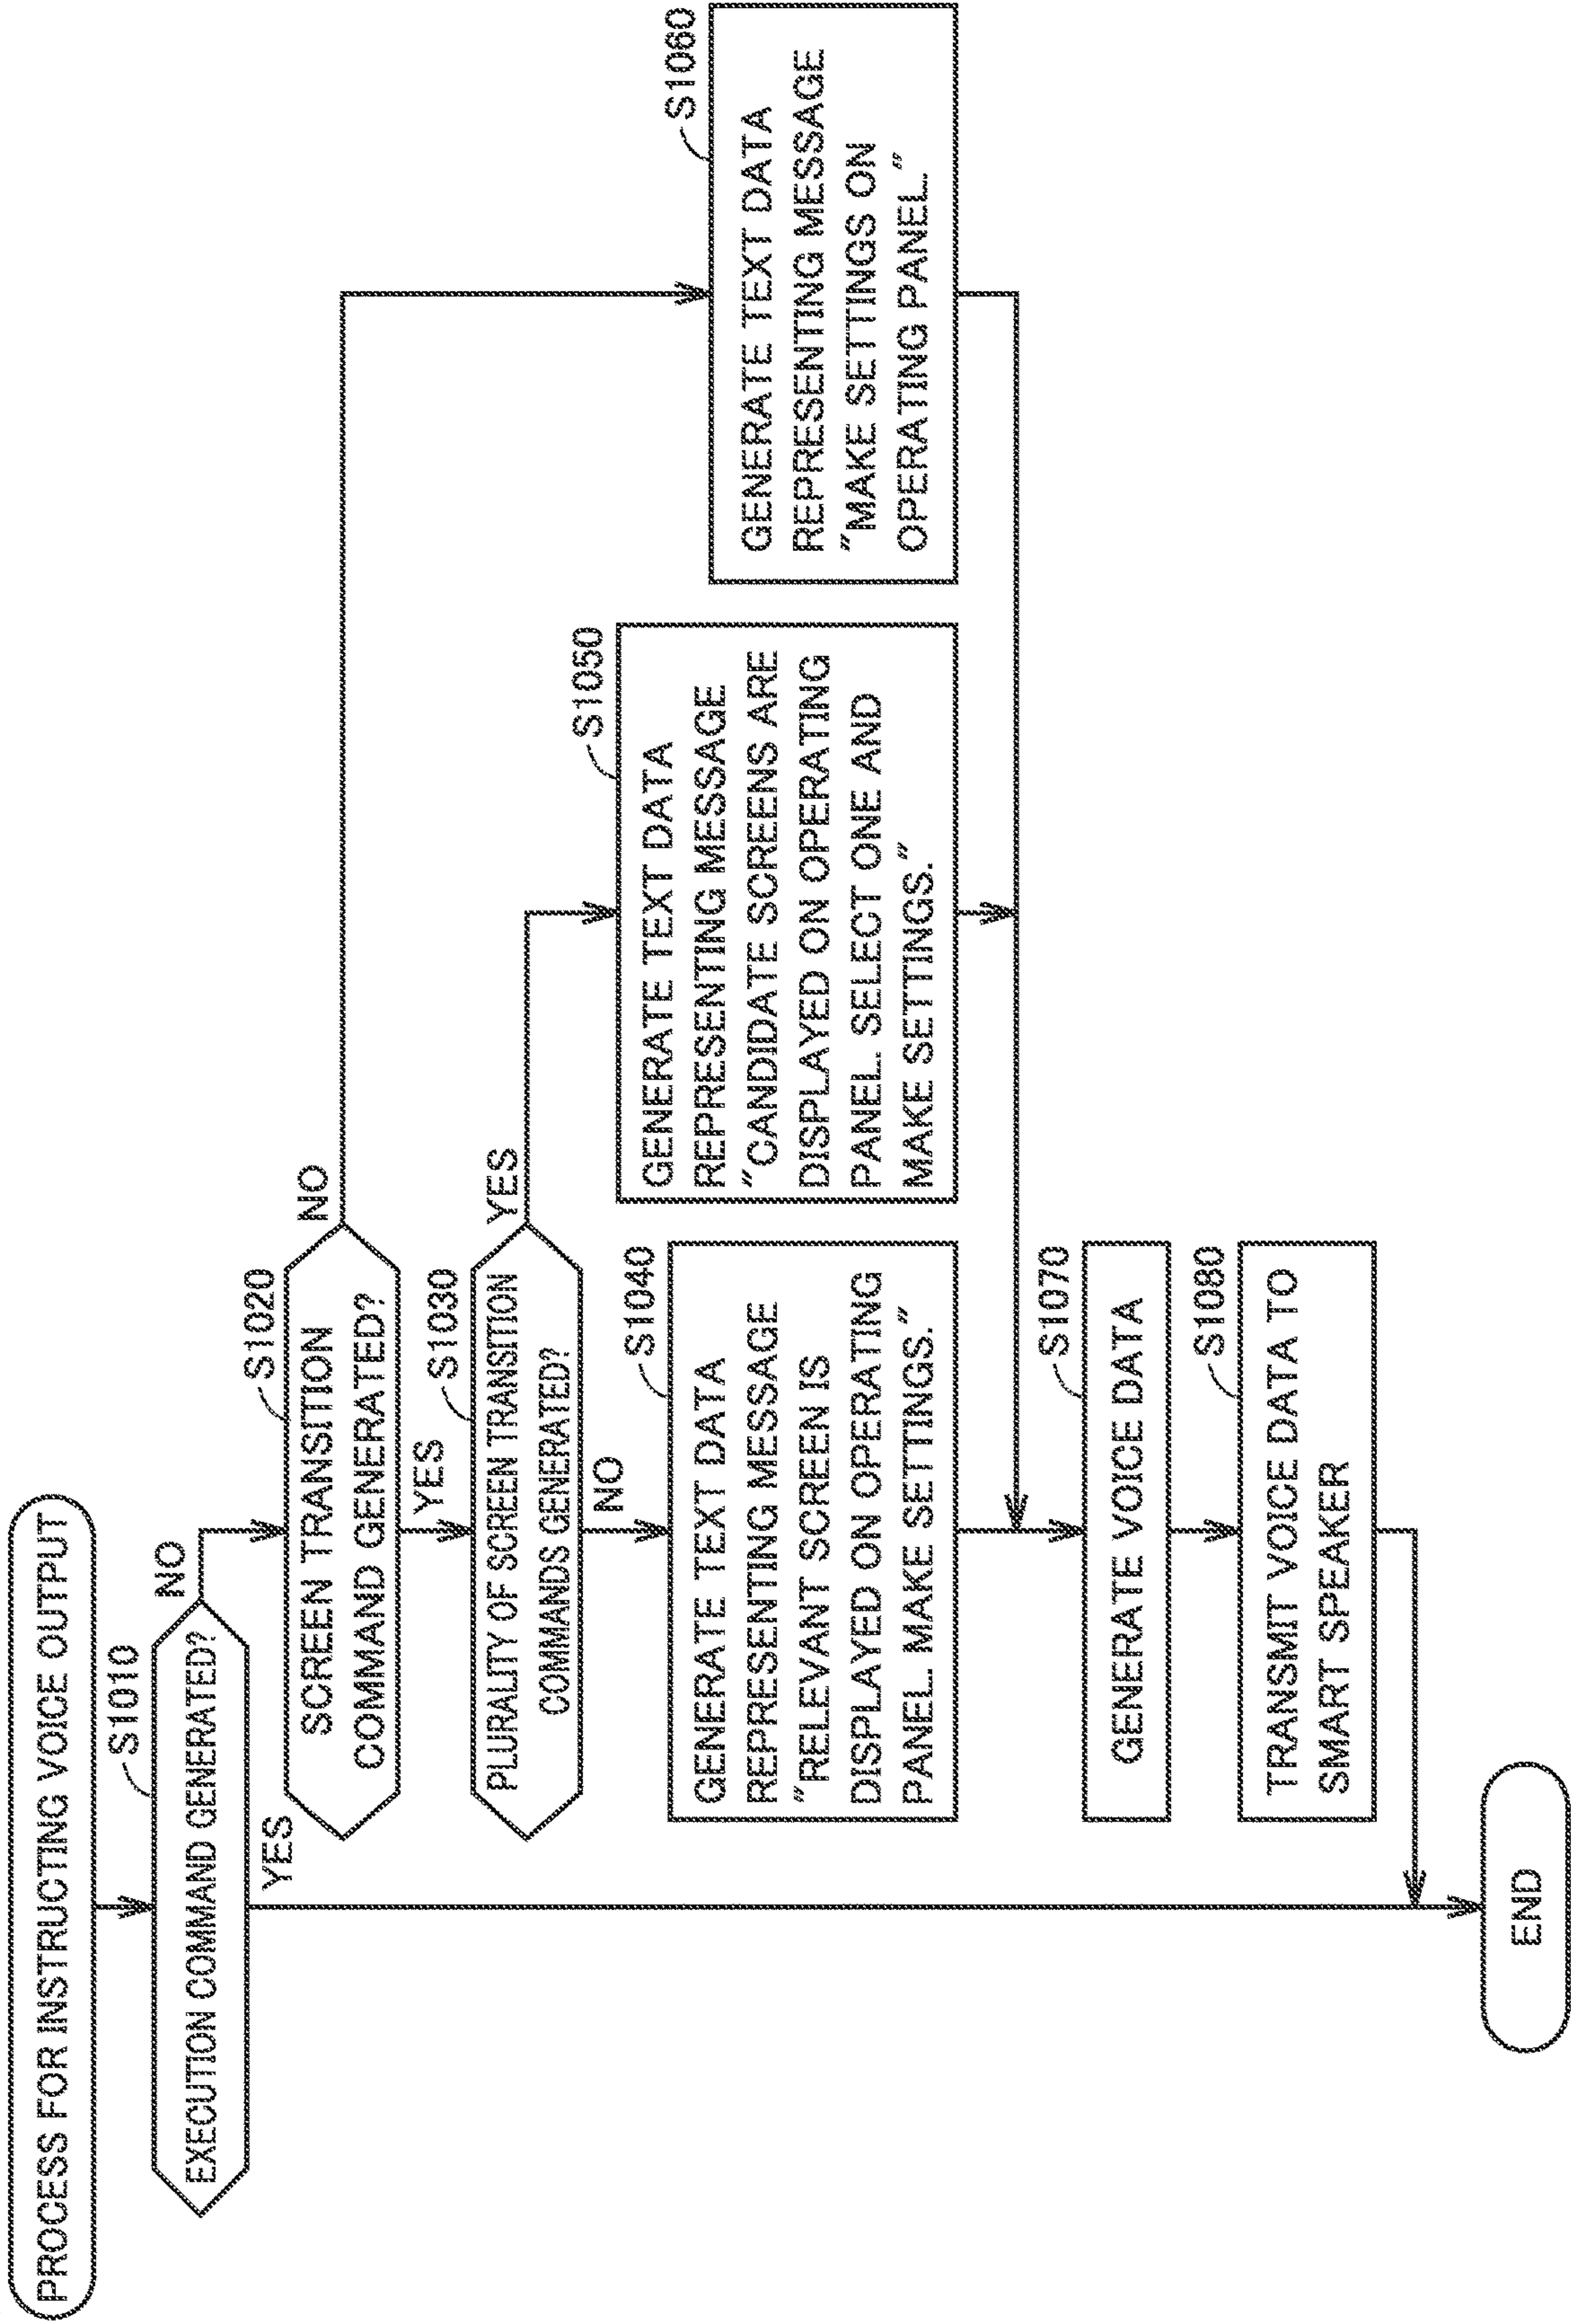 PROCESS FOR INSTRUCTING VOICE OUTPUT
S1010
EXECUTION COMMAND GENERATED?
NO
YES
S1020
SCREEN TRANSITION
COMMAND GENERATED?
NO
YES
S1030
PLURALITY OF SCREEN TRANSITION
COMMANDS GENERATED?
YES
NO
S1040
GENERATE TEXT DATA
REPRESENTING MESSAGE
"RELEVANT SCREEN IS
DISPLAYED ON OPERATING
PANEL. MAKE SETTINGS."
S1050
GENERATE TEXT DATA
REPRESENTING MESSAGE
"CANDIDATE SCREENS ARE
DISPLAYED ON OPERATING
PANEL. SELECT ONE AND
MAKE SETTINGS."
S1060
GENERATE TEXT DATA
REPRESENTING MESSAGE
"MAKE SETTINGS ON
OPERATING PANEL."
S1070
GENERATE VOICE DATA
S1080
TRANSMIT VOICE DATA TO
SMART SPEAKER
END